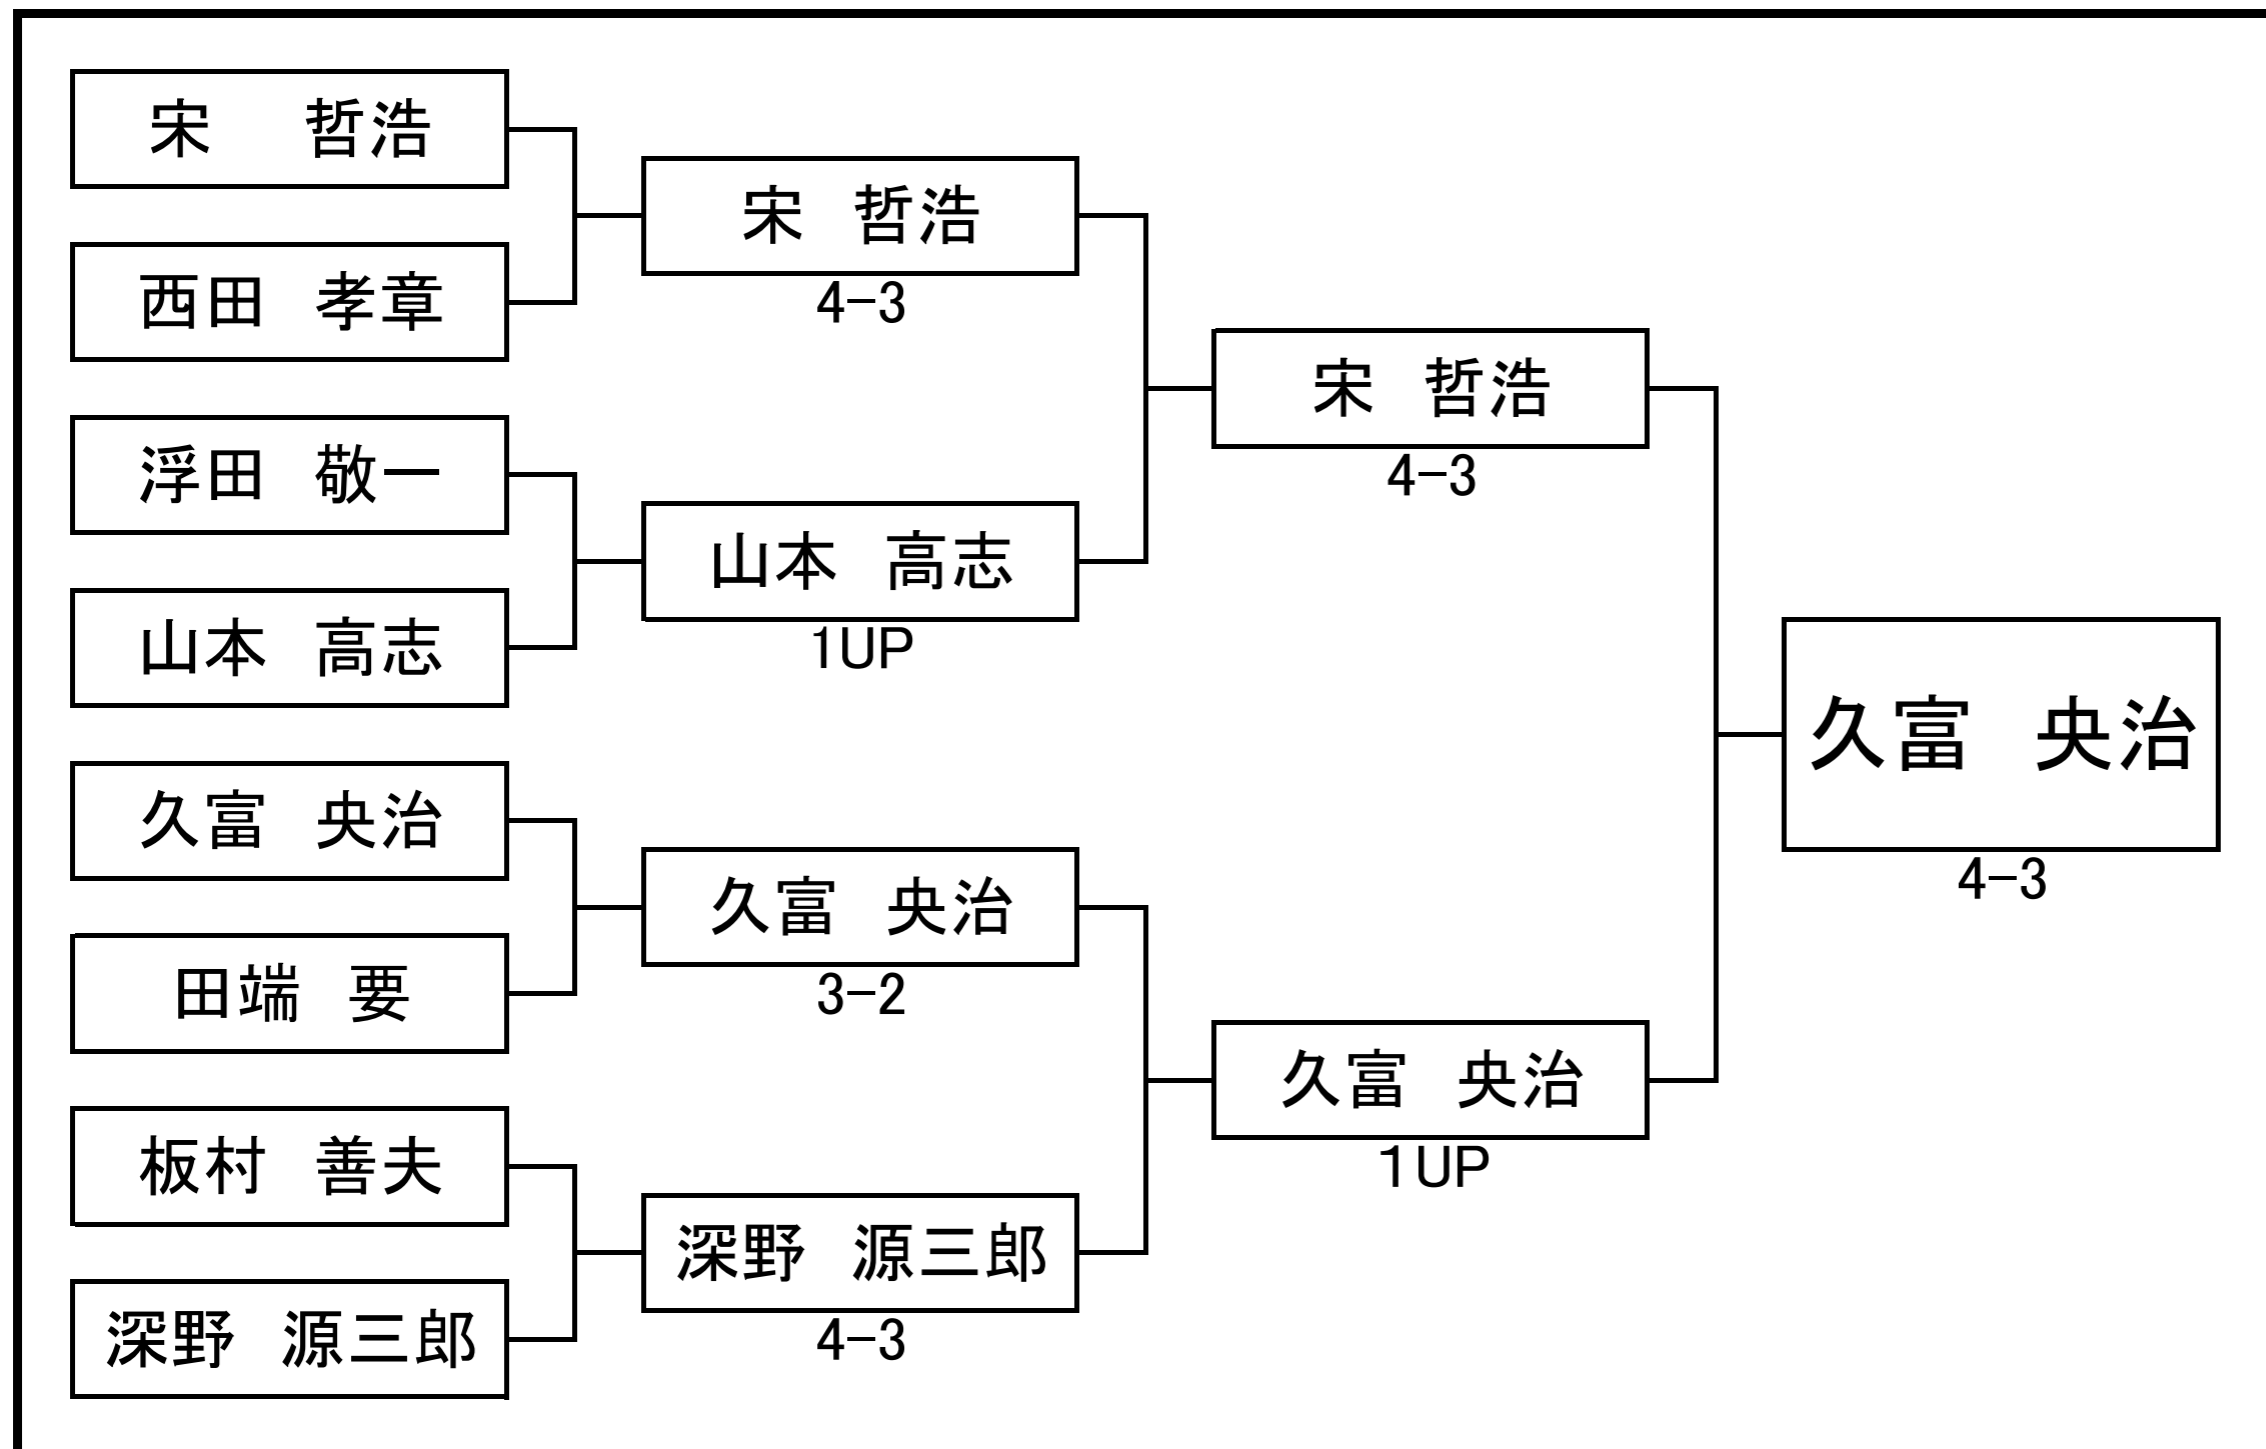 宋　哲浩
西田　孝章
浮田　敬一
山本　高志
久富　央治
田端　要
板村　善夫
深野　源三郎
宋　哲浩
4-3
山本　高志
1UP
久富　央治
3-2
深野　源三郎
4-3
宋　哲浩
4-3
久富　央治
1UP
久富　央治
4-3